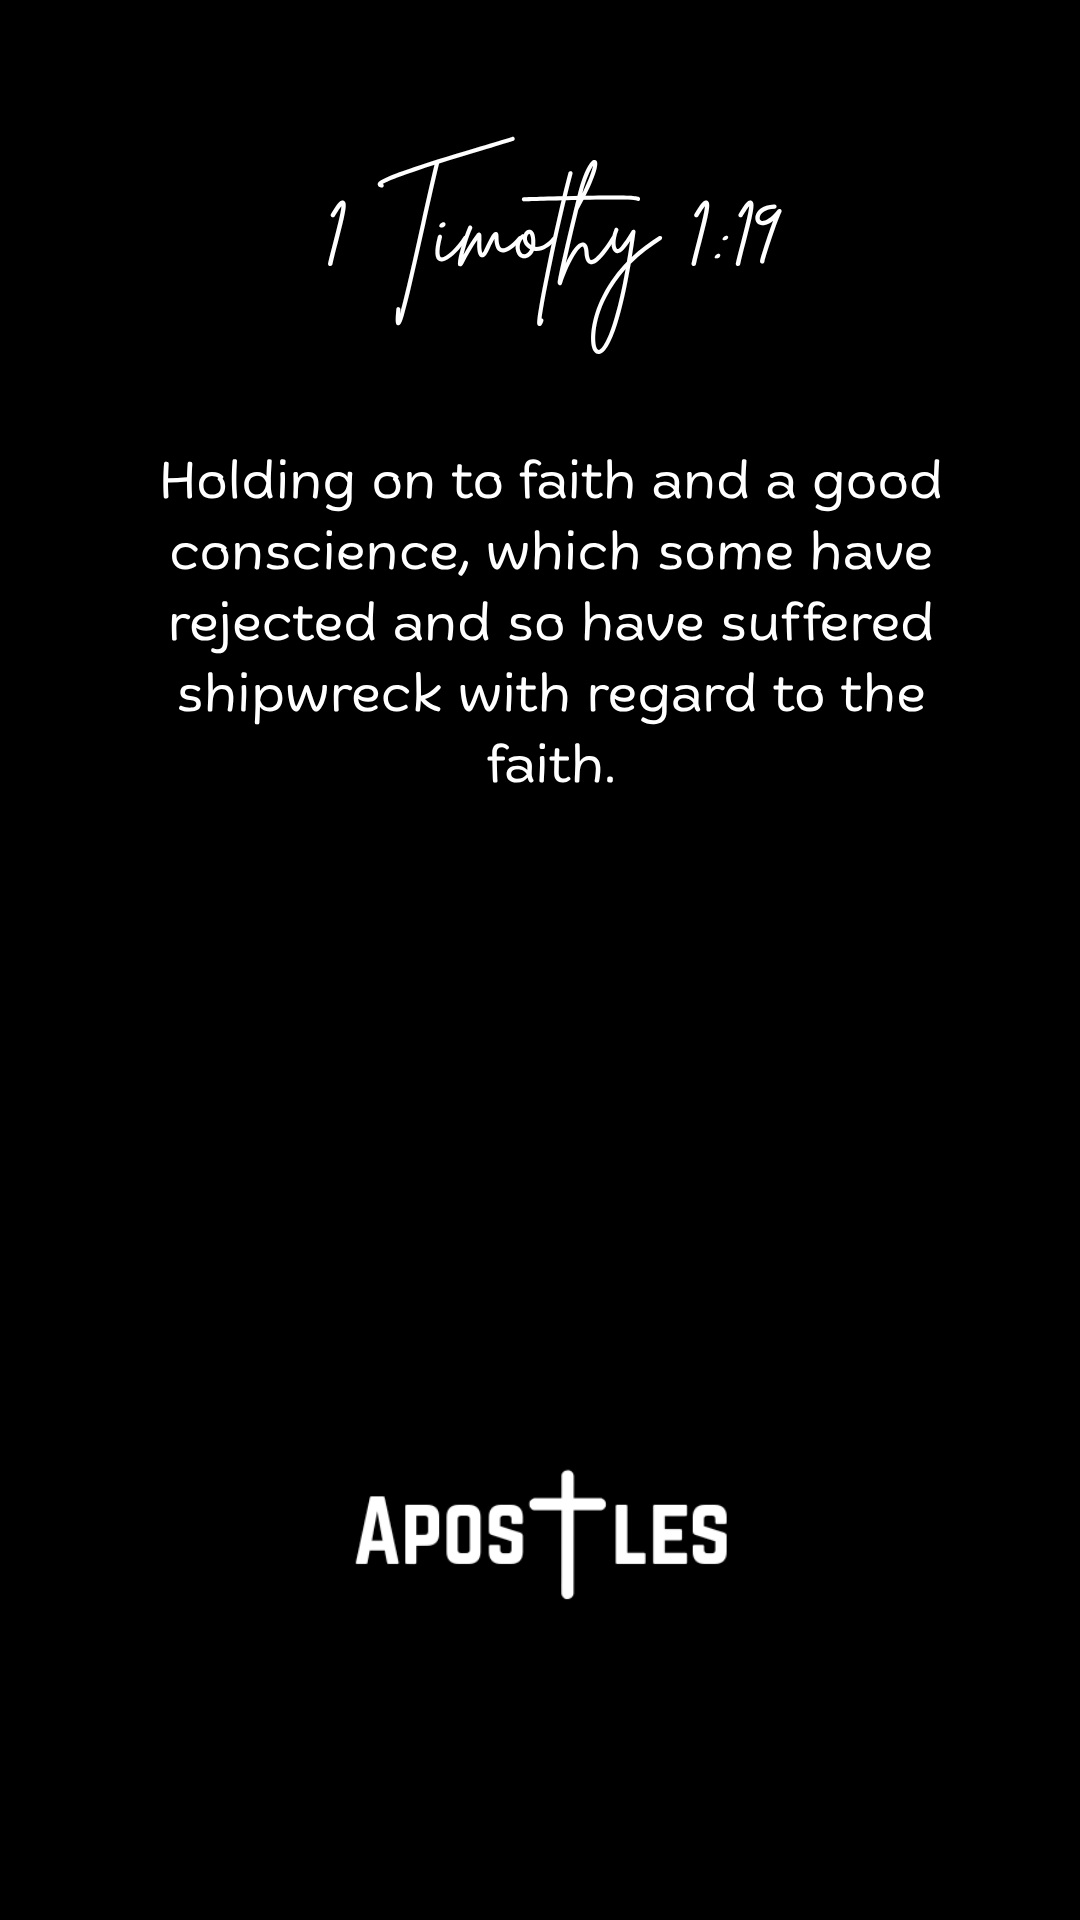 1 Timothy 1:19
Holding on to faith and a good
conscience, which some have
rejected and so have suffered
shipwreck with regard to the
faith.
APOSTLES